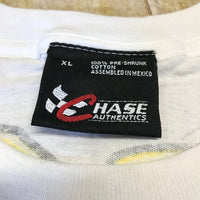 XL
100% PRE-SHRUNK
COTTON
ASSEMBLED IN MEXICO
CHASE
AUTHENTICS